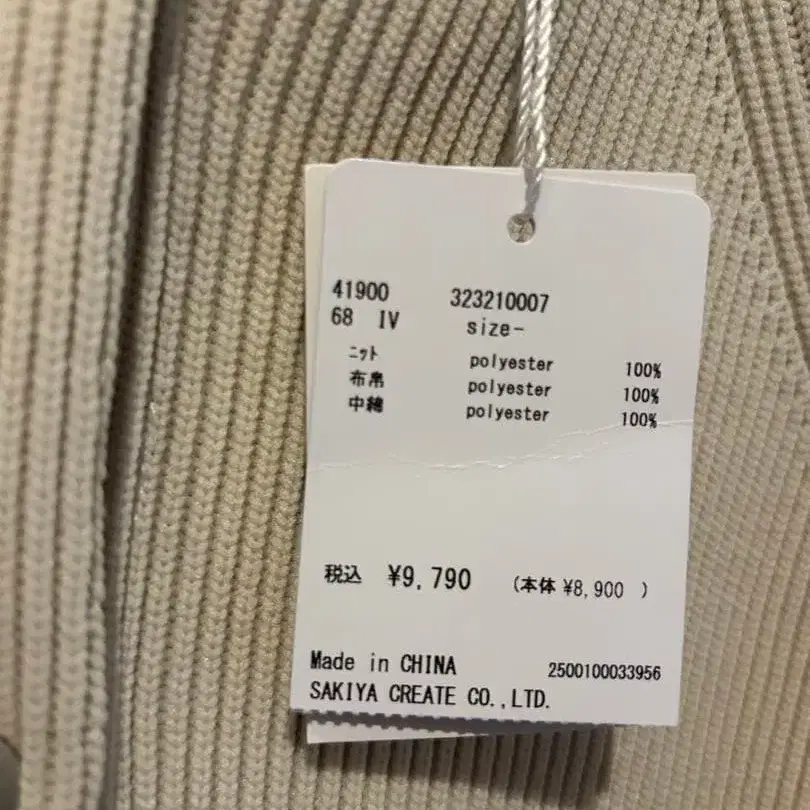 41900 323210007
68 IV size-
ニット polyester 100%
布帛 polyester 100%
中綿 polyester 100%
税込 ¥9,790 (本体 ¥8,900 )
Made in CHINA 2500100033956
SAKIYA CREATE CO.,LTD.